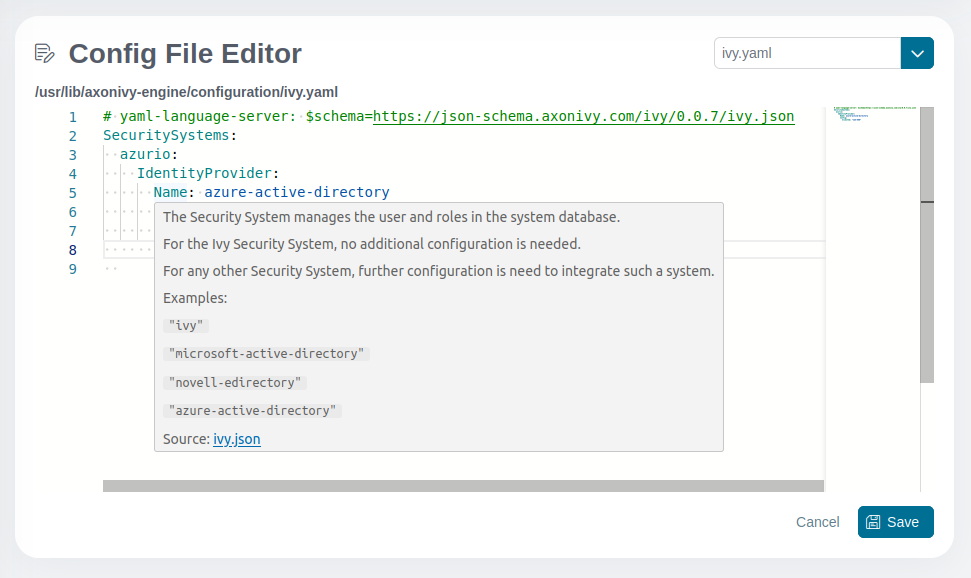 Config File Editor
ivy.yaml
/usr/lib/axonivy-engine/configuration/ivy.yaml
1 # yaml-language-server: $schema=https://json-schema.axonivy.com/ivy/0.0.7/ivy.json
2 SecuritySystems:
3 azurio:
4 IdentityProvider:
5 Name: azure-active-directory
6
7
8
9
The Security System manages the user and roles in the system database.
For the Ivy Security System, no additional configuration is needed.
For any other Security System, further configuration is need to integrate such a system.
Examples:
"ivy"
"microsoft-active-directory"
"novell-edirectory"
"azure-active-directory"
Source: ivy.json
Cancel
Save